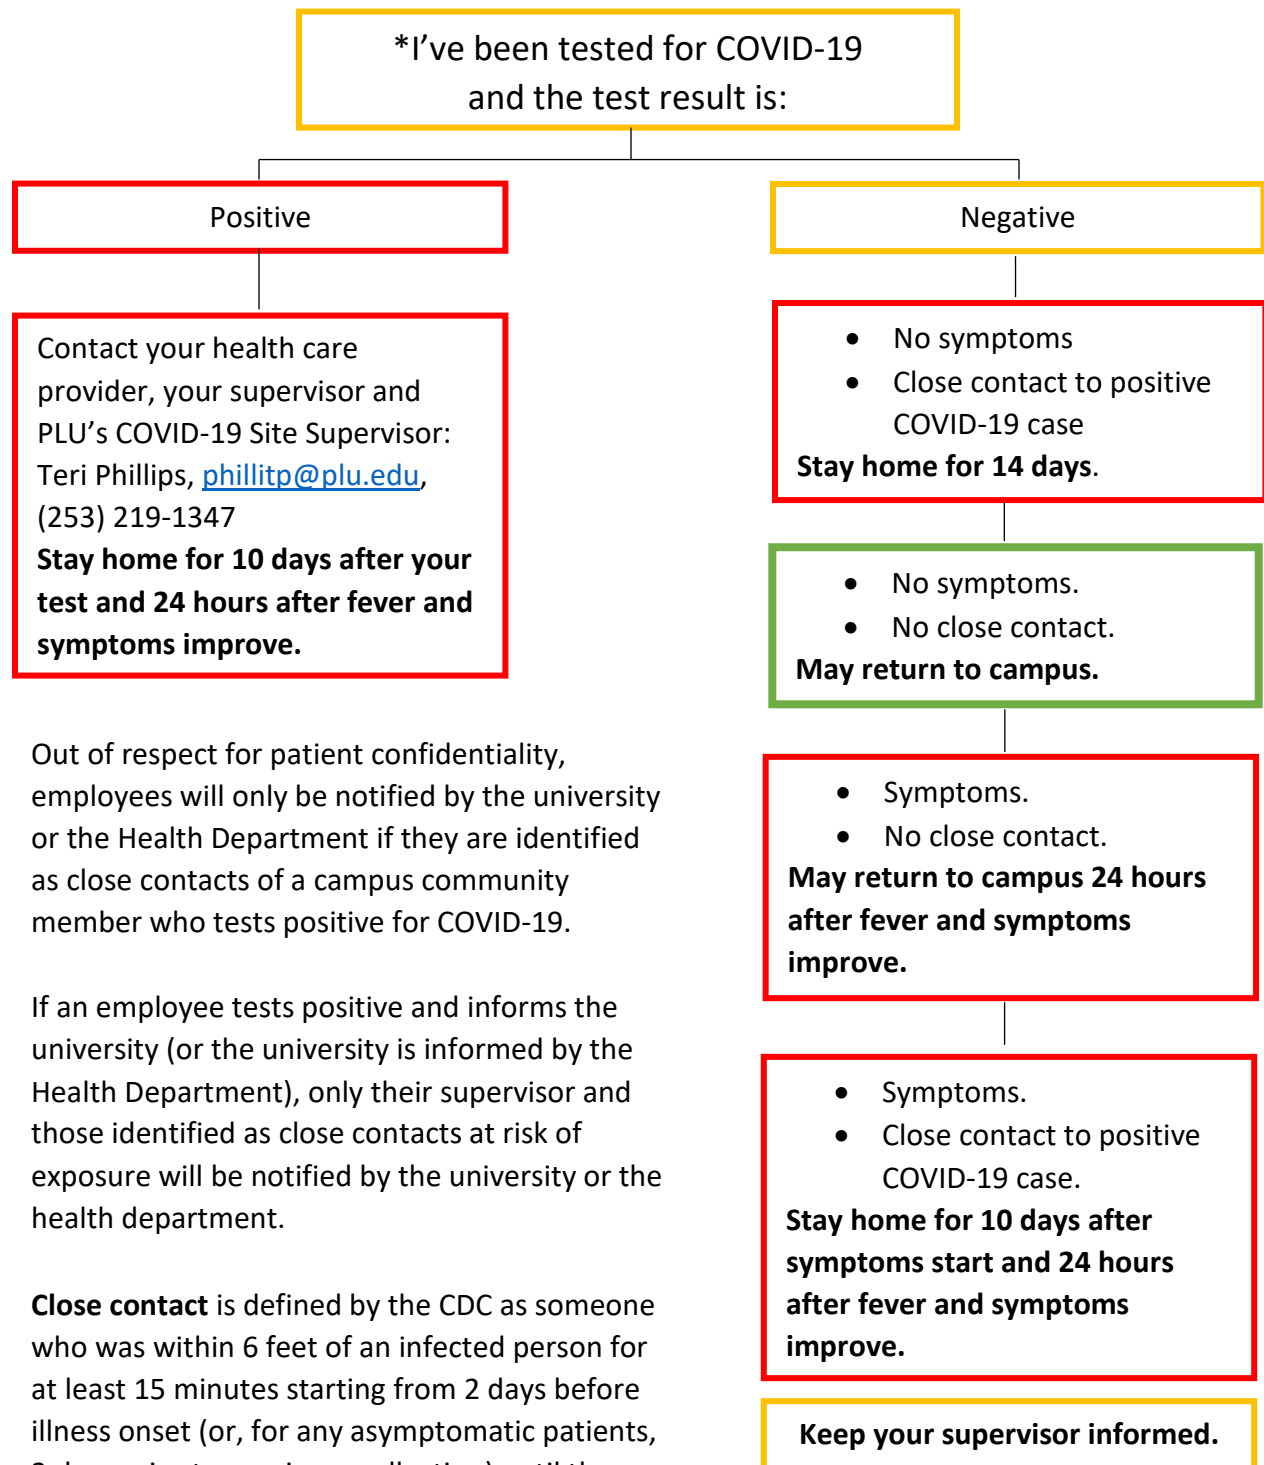 *I've been tested for COVID-19
and the test result is:
Positive
Negative
Contact your health care
provider, your supervisor and
PLU's COVID-19 Site Supervisor:
Teri Phillips, phillitp@plu.edu,
(253) 219-1347
Stay home for 10 days after your
test and 24 hours after fever and
symptoms improve.
• No symptoms
• Close contact to positive
COVID-19 case
Stay home for 14 days.
• No symptoms.
• No close contact.
May return to campus.
• Symptoms.
• No close contact.
May return to campus 24 hours
after fever and symptoms
improve.
• Symptoms.
• Close contact to positive
COVID-19 case.
Stay home for 10 days after
symptoms start and 24 hours
after fever and symptoms
improve.
Keep your supervisor informed.
Out of respect for patient confidentiality,
employees will only be notified by the university
or the Health Department if they are identified
as close contacts of a campus community
member who tests positive for COVID-19.
If an employee tests positive and informs the
university (or the university is informed by the
Health Department), only their supervisor and
those identified as close contacts at risk of
exposure will be notified by the university or the
health department.
Close contact is defined by the CDC as someone
who was within 6 feet of an infected person for
at least 15 minutes starting from 2 days before
illness onset (or, for any asymptomatic patients,